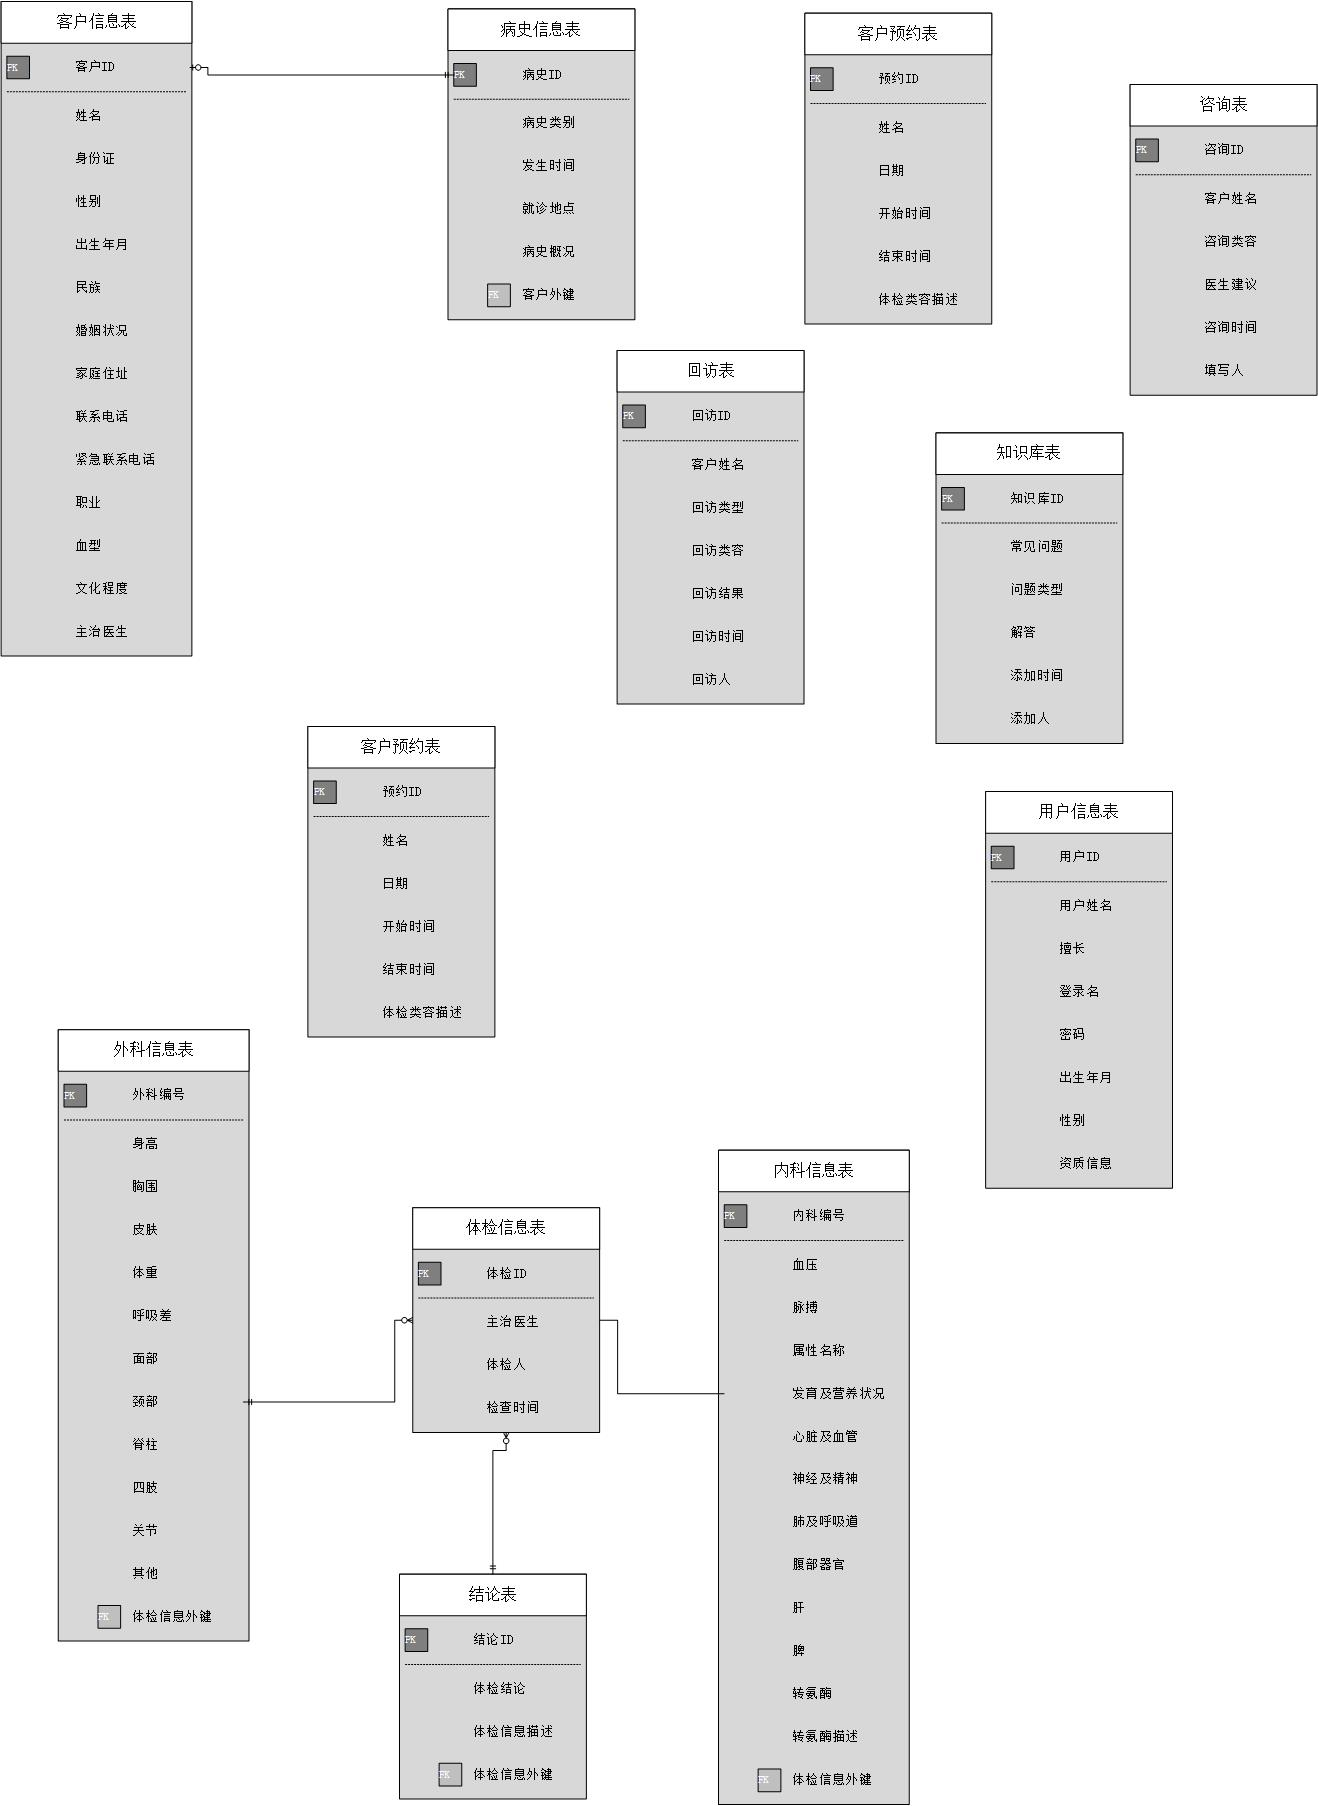 客户信息表
PK 客户ID
姓名
身份证
性别
出生年月
民族
婚姻状况
家庭住址
联系电话
紧急联系电话
职业
血型
文化程度
主治医生
病史信息表
PK 病史ID
病史类别
发生时间
就诊地点
病史概况
FK 客户外键
客户预约表
PK 预约ID
姓名
日期
开始时间
结束时间
体检类容描述
咨询表
PK 咨询ID
客户姓名
咨询类容
医生建议
咨询时间
填写人
回访表
PK 回访ID
客户姓名
回访类型
回访类容
回访结果
回访时间
回访人
知识库表
PK 知识库ID
常见问题
问题类型
解答
添加时间
添加人
客户预约表
PK 预约ID
姓名
日期
开始时间
结束时间
体检类容描述
用户信息表
PK 用户ID
用户姓名
擅长
登录名
密码
出生年月
性别
资质信息
外科信息表
PK 外科编号
身高
胸围
皮肤
体重
呼吸差
面部
颈部
脊柱
四肢
关节
其他
FK 体检信息外键
体检信息表
PK 体检ID
主治医生
体检人
检查时间
内科信息表
PK 内科编号
血压
脉搏
属性名称
发育及营养状况
心脏及血管
神经及精神
肺及呼吸道
腹部器官
肝
脾
转氨酶
转氨酶描述
FK 体检信息外键
结论表
PK 结论ID
体检结论
体检信息描述
FK 体检信息外键